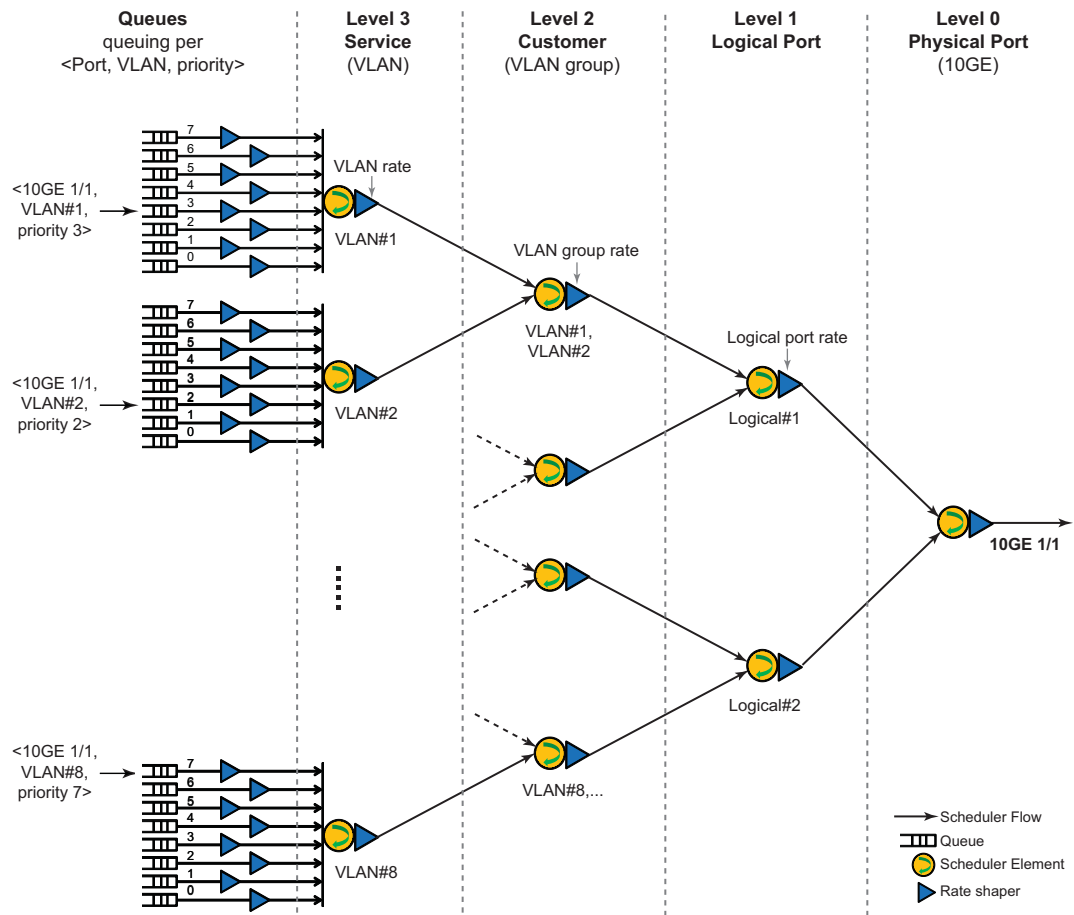 Queues
queuing per
<Port, VLAN, priority>
Level 3
Service
(VLAN)
Level 2
Customer
(VLAN group)
Level 1
Logical Port
Level 0
Physical Port
(10GE)
<10GE 1/1,
VLAN#1,
priority 3>
7
6
5
4
3
2
1
0
VLAN rate
VLAN#1
<10GE 1/1,
VLAN#2,
priority 2>
7
6
5
4
3
2
1
0
VLAN#2
VLAN group rate
VLAN#1,
VLAN#2
Logical port rate
Logical#1
10GE 1/1
Logical#2
<10GE 1/1,
VLAN#8,
priority 7>
7
6
5
4
3
2
1
0
VLAN#8
VLAN#8,...
Scheduler Flow
Queue
Scheduler Element
Rate shaper